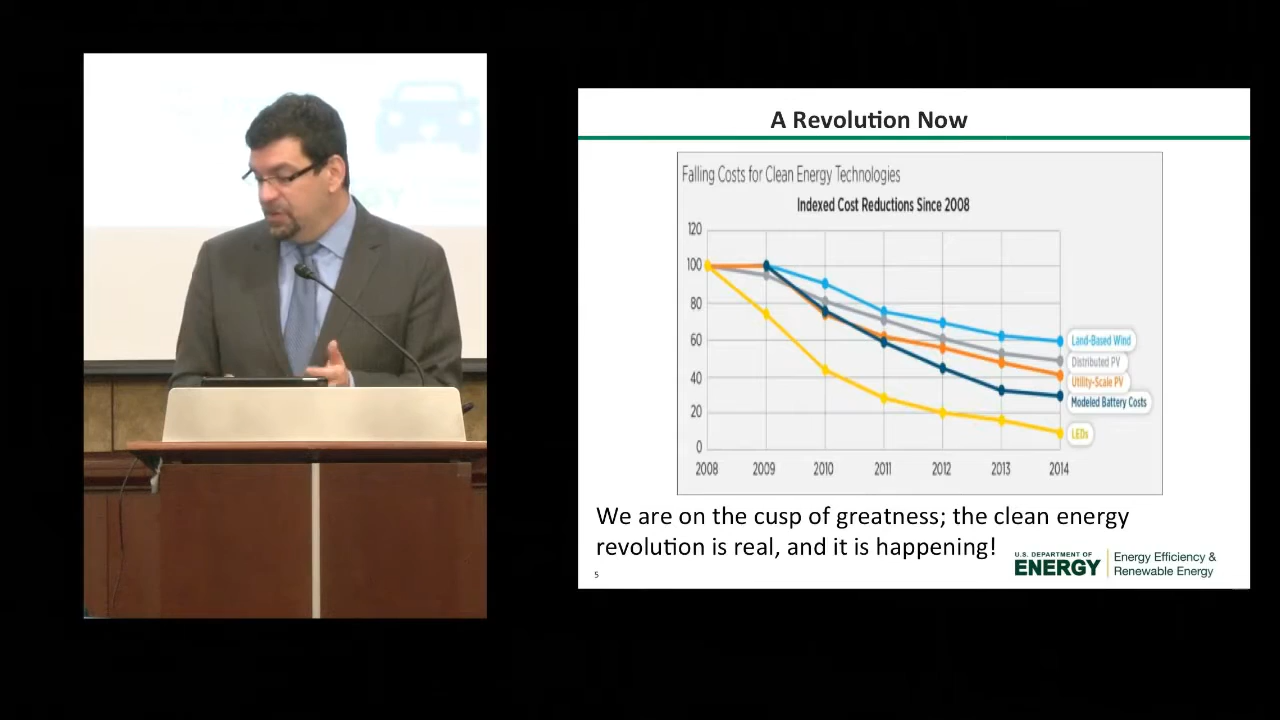 A Revolution Now
Falling Costs for Clean Energy Technologies
Indexed Cost Reductions Since 2008
120
100
80
60
40
20
0
2008 2009 2010 2011 2012 2013 2014
Land-Based Wind
Distributed PV
Utility-Scale PV
Modeled Battery Costs
LEDs
We are on the cusp of greatness; the clean energy
revolution is real, and it is happening!
U.S. DEPARTMENT OF
ENERGY
Energy Efficiency &
Renewable Energy
5